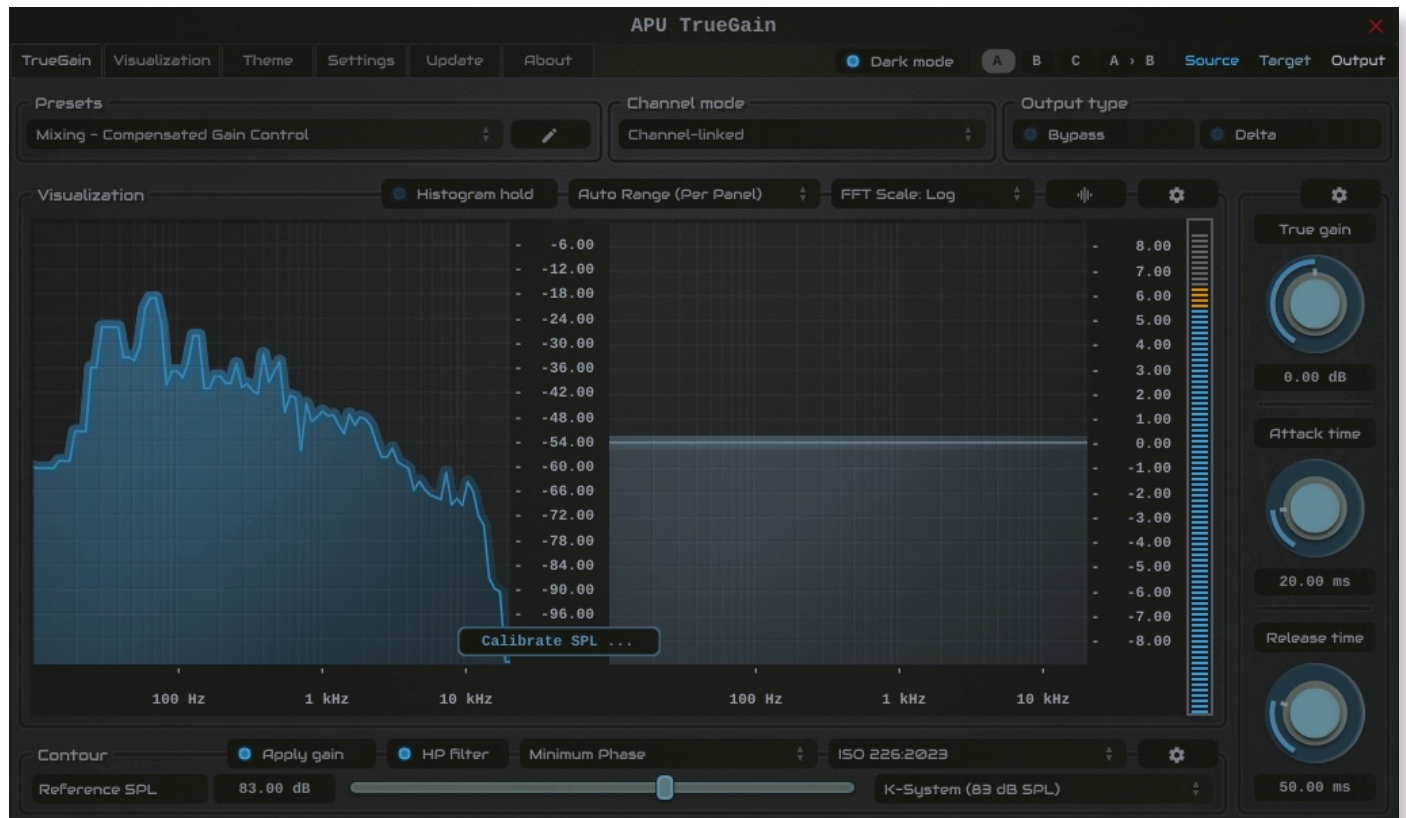 APU TrueGain
TrueGain Visualization Theme Settings Update About Dark mode A B C A › B Source Target Output
Presets Channel mode Output type
Mixing - Compensated Gain Control Channel-linked Bypass Delta
Visualization Histogram hold Auto Range (Per Panel) FFT Scale: Log
True gain
- -6.00 - 8.00
- -12.00 - 7.00
- -18.00 - 6.00
- -24.00 - 5.00
- -30.00 - 4.00
- -36.00 - 3.00
0.00 dB
- -42.00 - 2.00
- -48.00 - 1.00
Attack time
- -54.00 - 0.00
- -60.00 - -1.00
- -66.00 - -2.00
- -72.00 - -3.00
- -78.00 - -4.00
- -84.00 - -5.00
20.00 ms
- -90.00 - -6.00
- -96.00 - -7.00
Calibrate SPL ... - -8.00
Release time
100 Hz 1 kHz 10 kHz 100 Hz 1 kHz 10 kHz
Contour Apply gain HP filter Minimum Phase ISO 226:2023
Reference SPL 83.00 dB K-System (83 dB SPL) 50.00 ms